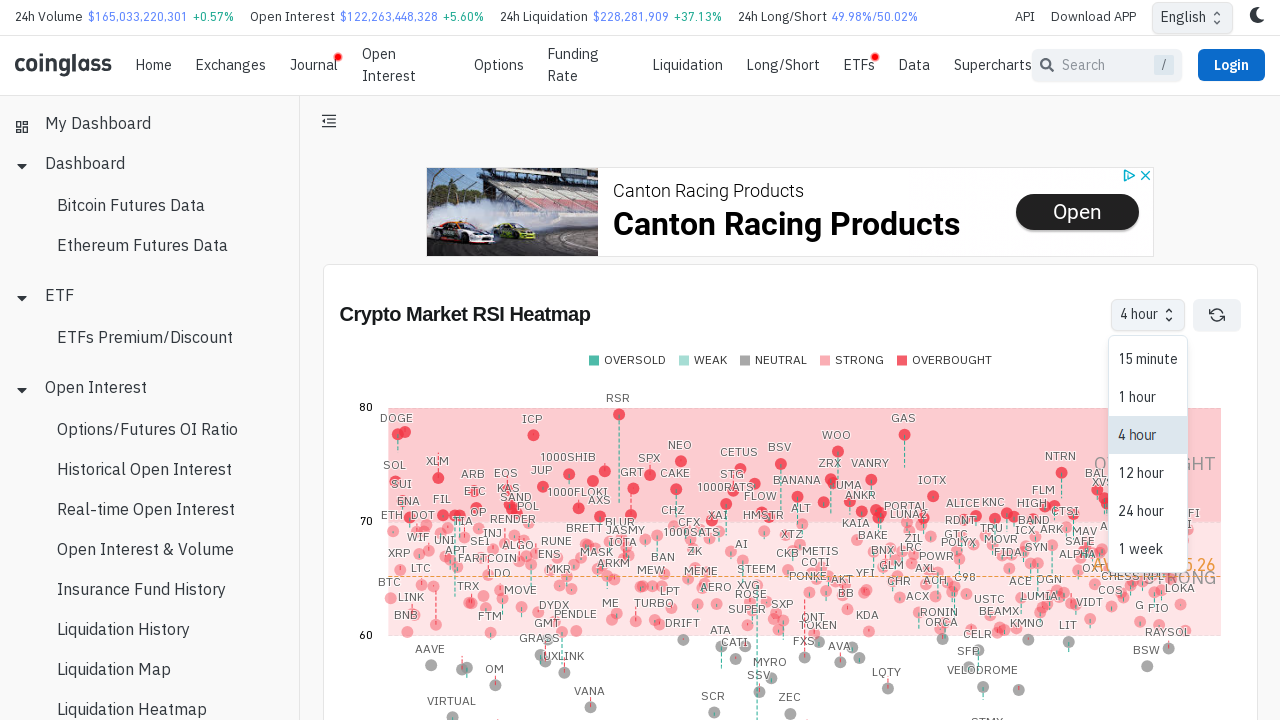 24h Volume $165,033,220,301 +0.57% Open Interest $122,263,448,328 +5.60% 24h Liquidation $228,281,909 +37.13% 24h Long/Short 49.98%/50.02% API Download APP English
coinglass Home Exchanges Journal Open Interest Options Funding Rate Liquidation Long/Short ETFs Data Supercharts Search / Login
My Dashboard
Dashboard
Bitcoin Futures Data
Ethereum Futures Data
ETF
ETFs Premium/Discount
Open Interest
Options/Futures OI Ratio
Historical Open Interest
Real-time Open Interest
Open Interest & Volume
Insurance Fund History
Liquidation History
Liquidation Map
Liquidation Heatmap
Canton Racing Products
Canton Racing Products
Open
Crypto Market RSI Heatmap
4 hour
15 minute
1 hour
4 hour
12 hour
24 hour
1 week
OVERSOLD WEAK NEUTRAL STRONG OVERBOUGHT
80
RSR
DOGE ICP GAS
WOO
NEO BSV
CETUS
SOL XLM 1000SHIB SPX ZRX VANRY NTRN
ARB EQS JUP GRT CAKE STG
SUI BANANA IOTX
ETC KAS 1000FLOKI 1000RATS FLM
ENA FIL SAND AXS FLOW ANKR ALICE KNC HIGH CTSI
POL CHZ ALT PORTAL
ETH DOT OP XAI HMSTR LUNA2
70
TIA RENDER BLUR CFX KAIA RDNT BAND
BRETT JASMY 1000SATS XTZ BAKE ZIL GTC TRU ICX ARK MAV
WIF UNI SEI RUNE IOTA AI POLYX MOVR SAFE
XRP APT ALGO MASK ZK CKB METIS BNX LRC FIDA SYN ALPHA
FARTCOIN ENS ARKM BAN COTI POWR
LTC LDO MKR MEW MEME STEEM PONKE YFI GLM AXL
BTC TRX MOVE LPT AERO XVG AKT CHR ACH C98 ACE OGN CHESS
LINK DYDX ME TURBO ROSE BB ACX USTC LUMIA VIDT COS LOKA
BNB FTM GMT PENDLE SUPER SXP KDA RONIN BEAMX G FIO
DRIFT ONT TOKEN ORCA KMNO LIT
60
ATA CELR RAYSOL
AAVE GRASS CATI FXS AVA SFP BSW
OM UXLINK MYRO LQTY VELODROME
SSV
VIRTUAL VANA SCR ZEC
STRONG